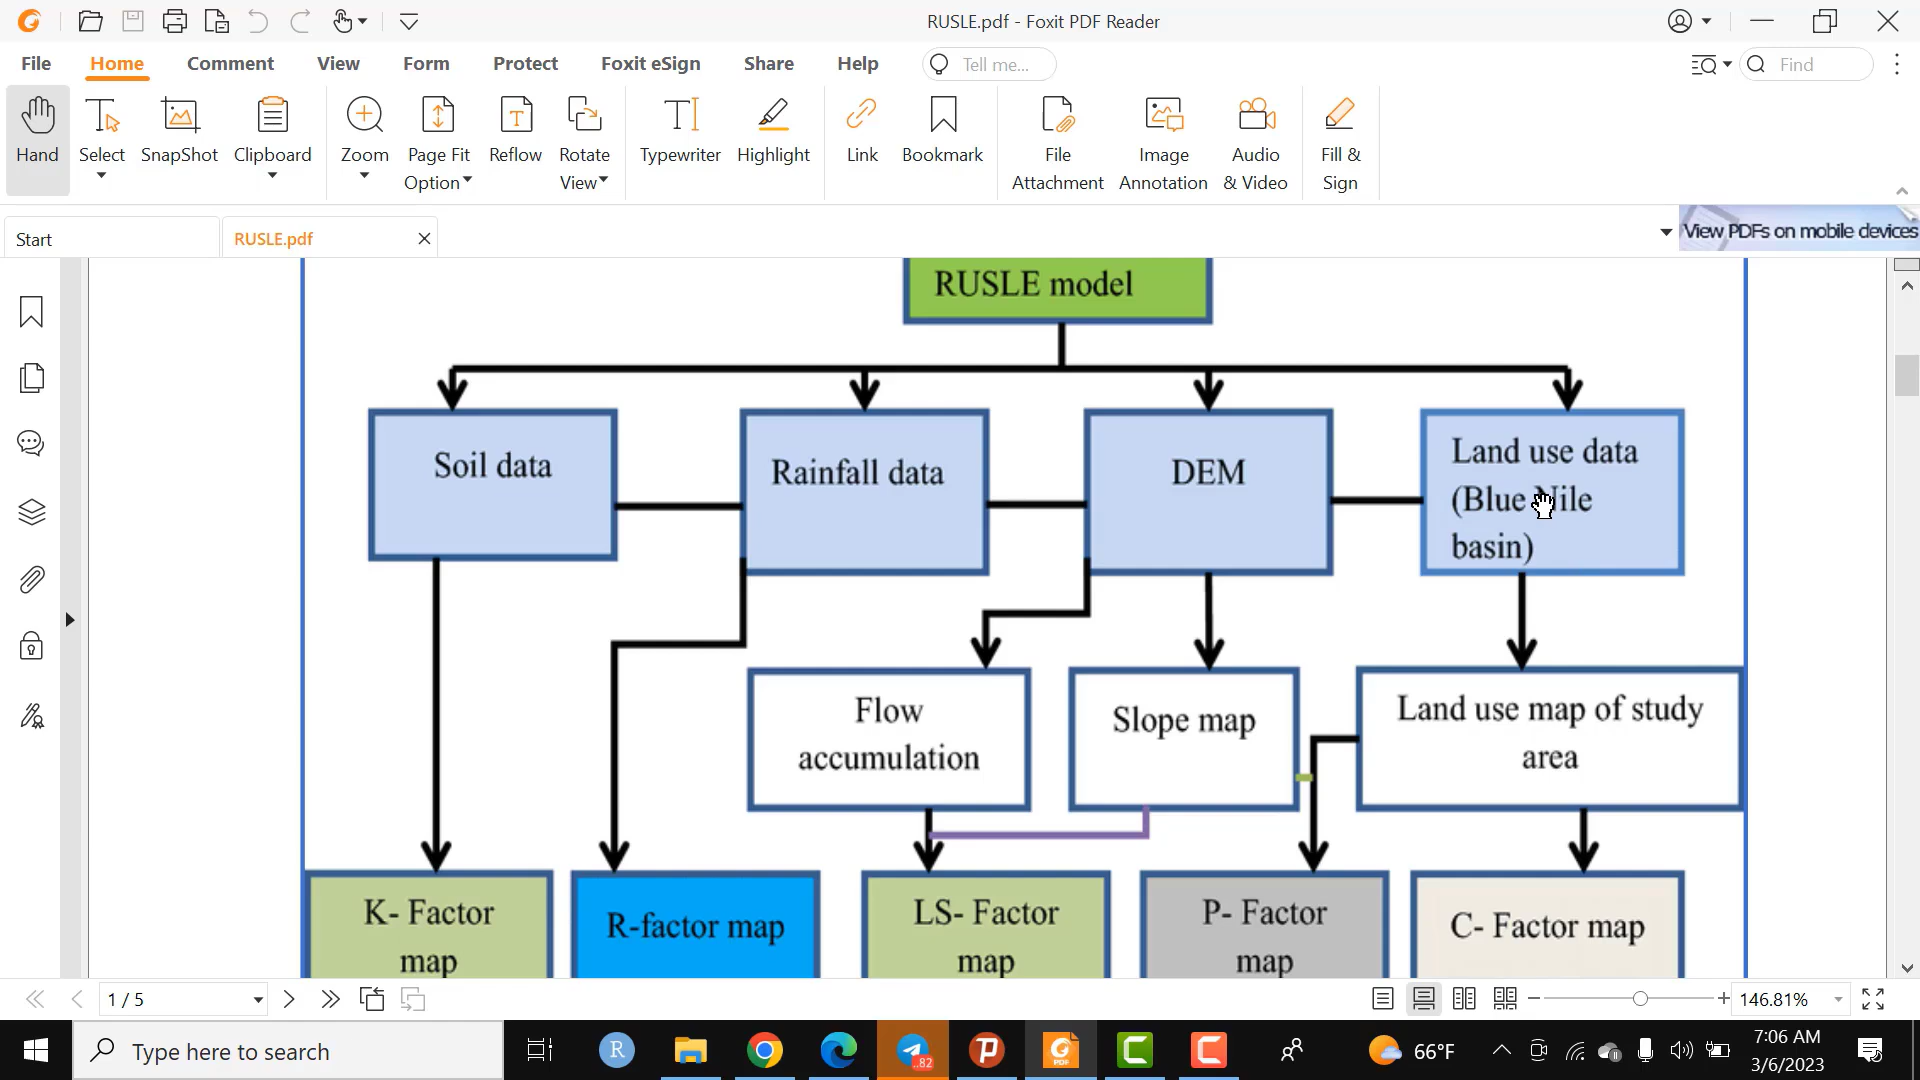 RUSLE.pdf - Foxit PDF Reader
File Home Comment View Form Protect Foxit eSign Share Help Tell me... Find
Hand Select SnapShot Clipboard Zoom Page Fit Option Reflow Rotate View Typewriter Highlight Link Bookmark File Attachment Image Annotation Audio & Video Fill & Sign
Start RUSLE.pdf View PDFs on mobile devices
RUSLE model
Soil data
Rainfall data
DEM
Land use data
(Blue Nile
basin)
Flow
accumulation
Slope map
Land use map of study
area
K- Factor
map
R-factor map
LS- Factor
map
P- Factor
map
C- Factor map
1 / 5 146.81%
Type here to search R 82 66°F 7:06 AM
3/6/2023